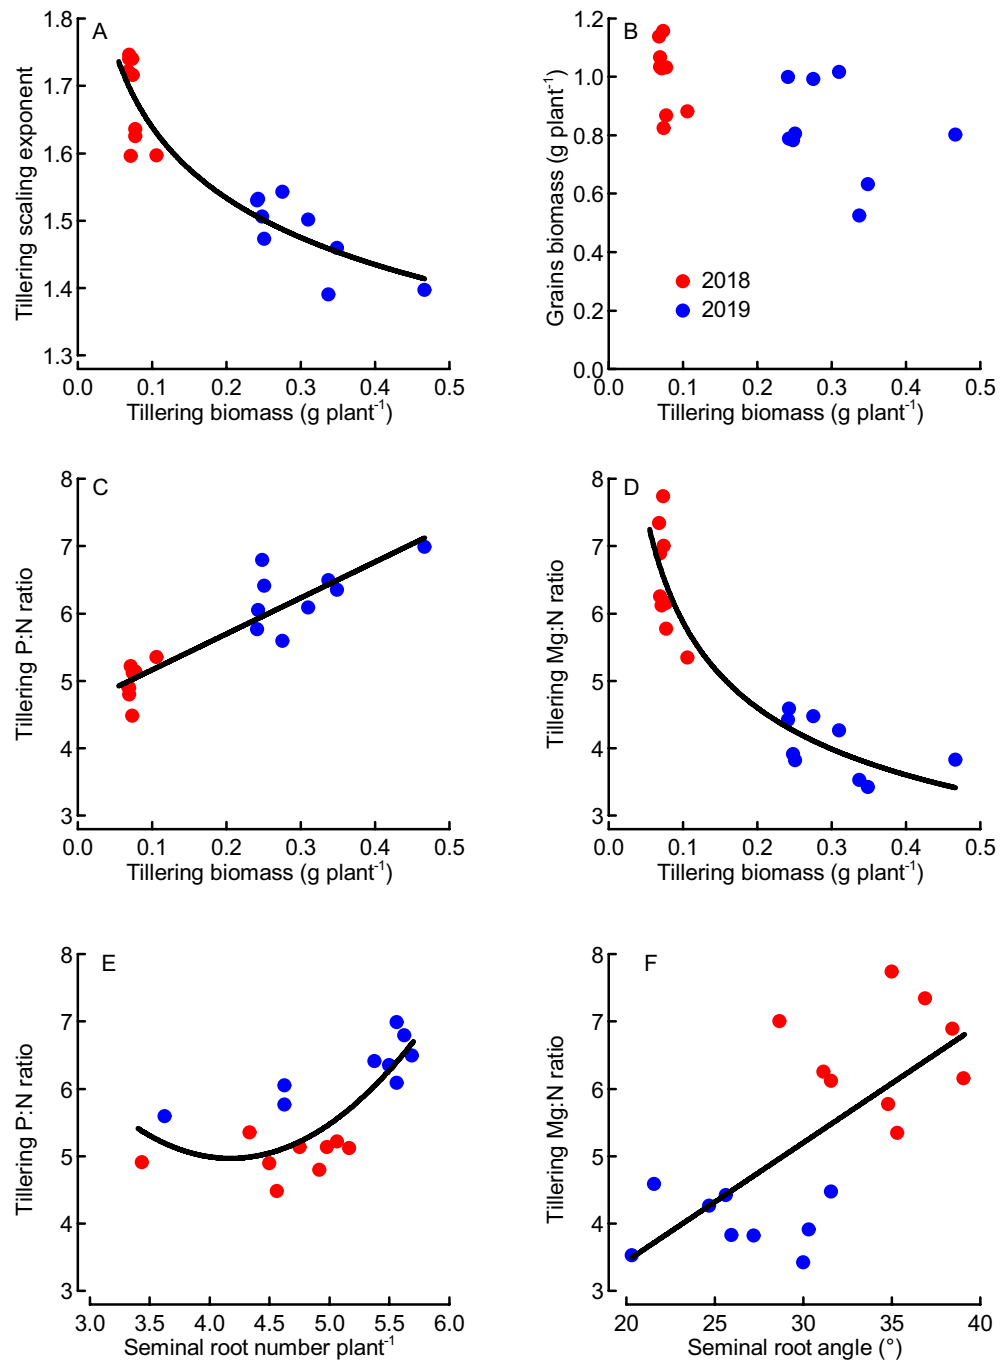 A
Tillering scaling exponent
1.8
1.7
1.6
1.5
1.4
1.3
0.0 0.1 0.2 0.3 0.4 0.5
Tillering biomass (g plant⁻¹)
B
Grains biomass (g plant⁻¹)
1.2
1.0
0.8
0.6
0.4
0.2
0.0
2018
2019
0.0 0.1 0.2 0.3 0.4 0.5
Tillering biomass (g plant⁻¹)
C
Tillering P:N ratio
8
7
6
5
4
3
0.0 0.1 0.2 0.3 0.4 0.5
Tillering biomass (g plant⁻¹)
D
Tillering Mg:N ratio
8
7
6
5
4
3
0.0 0.1 0.2 0.3 0.4 0.5
Tillering biomass (g plant⁻¹)
E
Tillering P:N ratio
8
7
6
5
4
3
3.0 3.5 4.0 4.5 5.0 5.5 6.0
Seminal root number plant⁻¹
F
Tillering Mg:N ratio
8
7
6
5
4
3
20 25 30 35 40
Seminal root angle (°)